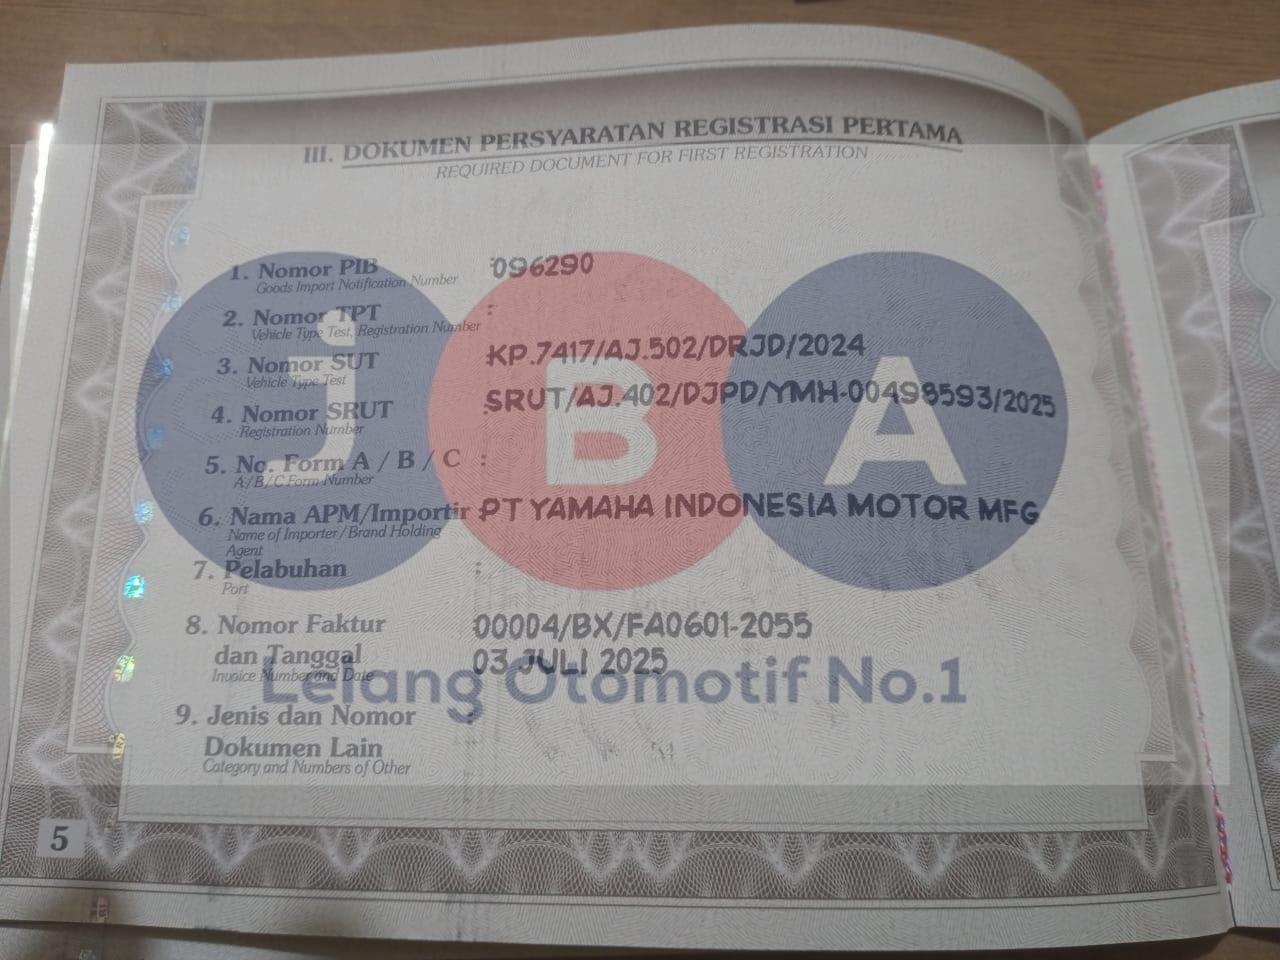 III. DOKUMEN PERSYARATAN REGISTRASI PERTAMA
REQUIRED DOCUMENT FOR FIRST REGISTRATION
1. Nomor PIB : 096290
Goods Import Notification Number
2. Nomor TPT :
Vehicle Type Test, Registration Number
3. Nomor SUT : KP.7417/AJ.502/DRJD/2024
Vehicle Type Test
4. Nomor SRUT : SRUT/AJ.402/DJPD/YMH-00498593/2025
Registration Number
5. No. Form A / B / C :
A/B/C Form Number
6. Nama APM/Importir : PT YAMAHA INDONESIA MOTOR MFG
Name of Importer/Brand Holding
Agent
7. Pelabuhan :
Port
8. Nomor Faktur : 00004/BX/FA0601-2055
dan Tanggal 03 JULI 2025
Invoice Number and Date
9. Jenis dan Nomor :
Dokumen Lain
Category and Numbers of Other
5
jBA
Lelang Otomotif No.1